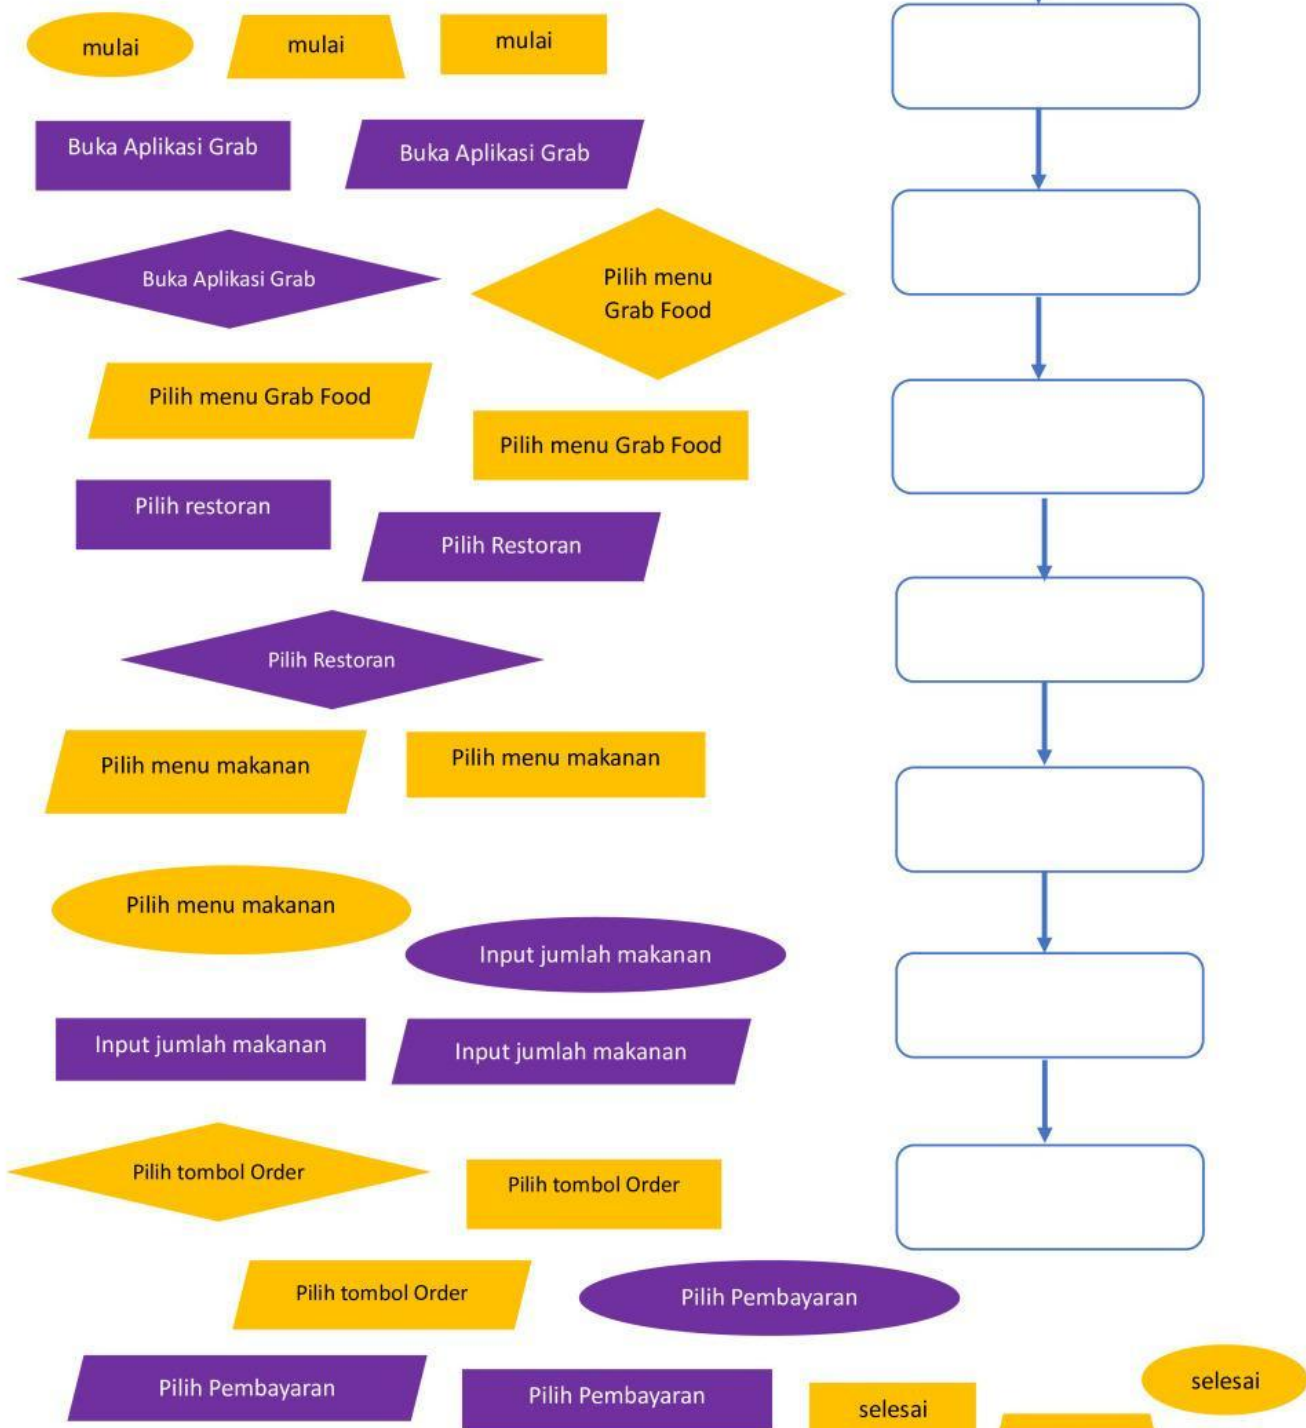 mulai
mulai
mulai
Buka Aplikasi Grab
Buka Aplikasi Grab
Buka Aplikasi Grab
Pilih menu
Grab Food
Pilih menu Grab Food
Pilih menu Grab Food
Pilih restoran
Pilih Restoran
Pilih Restoran
Pilih menu makanan
Pilih menu makanan
Pilih menu makanan
Input jumlah makanan
Input jumlah makanan
Input jumlah makanan
Pilih tombol Order
Pilih tombol Order
Pilih tombol Order
Pilih Pembayaran
Pilih Pembayaran
Pilih Pembayaran
selesai
selesai